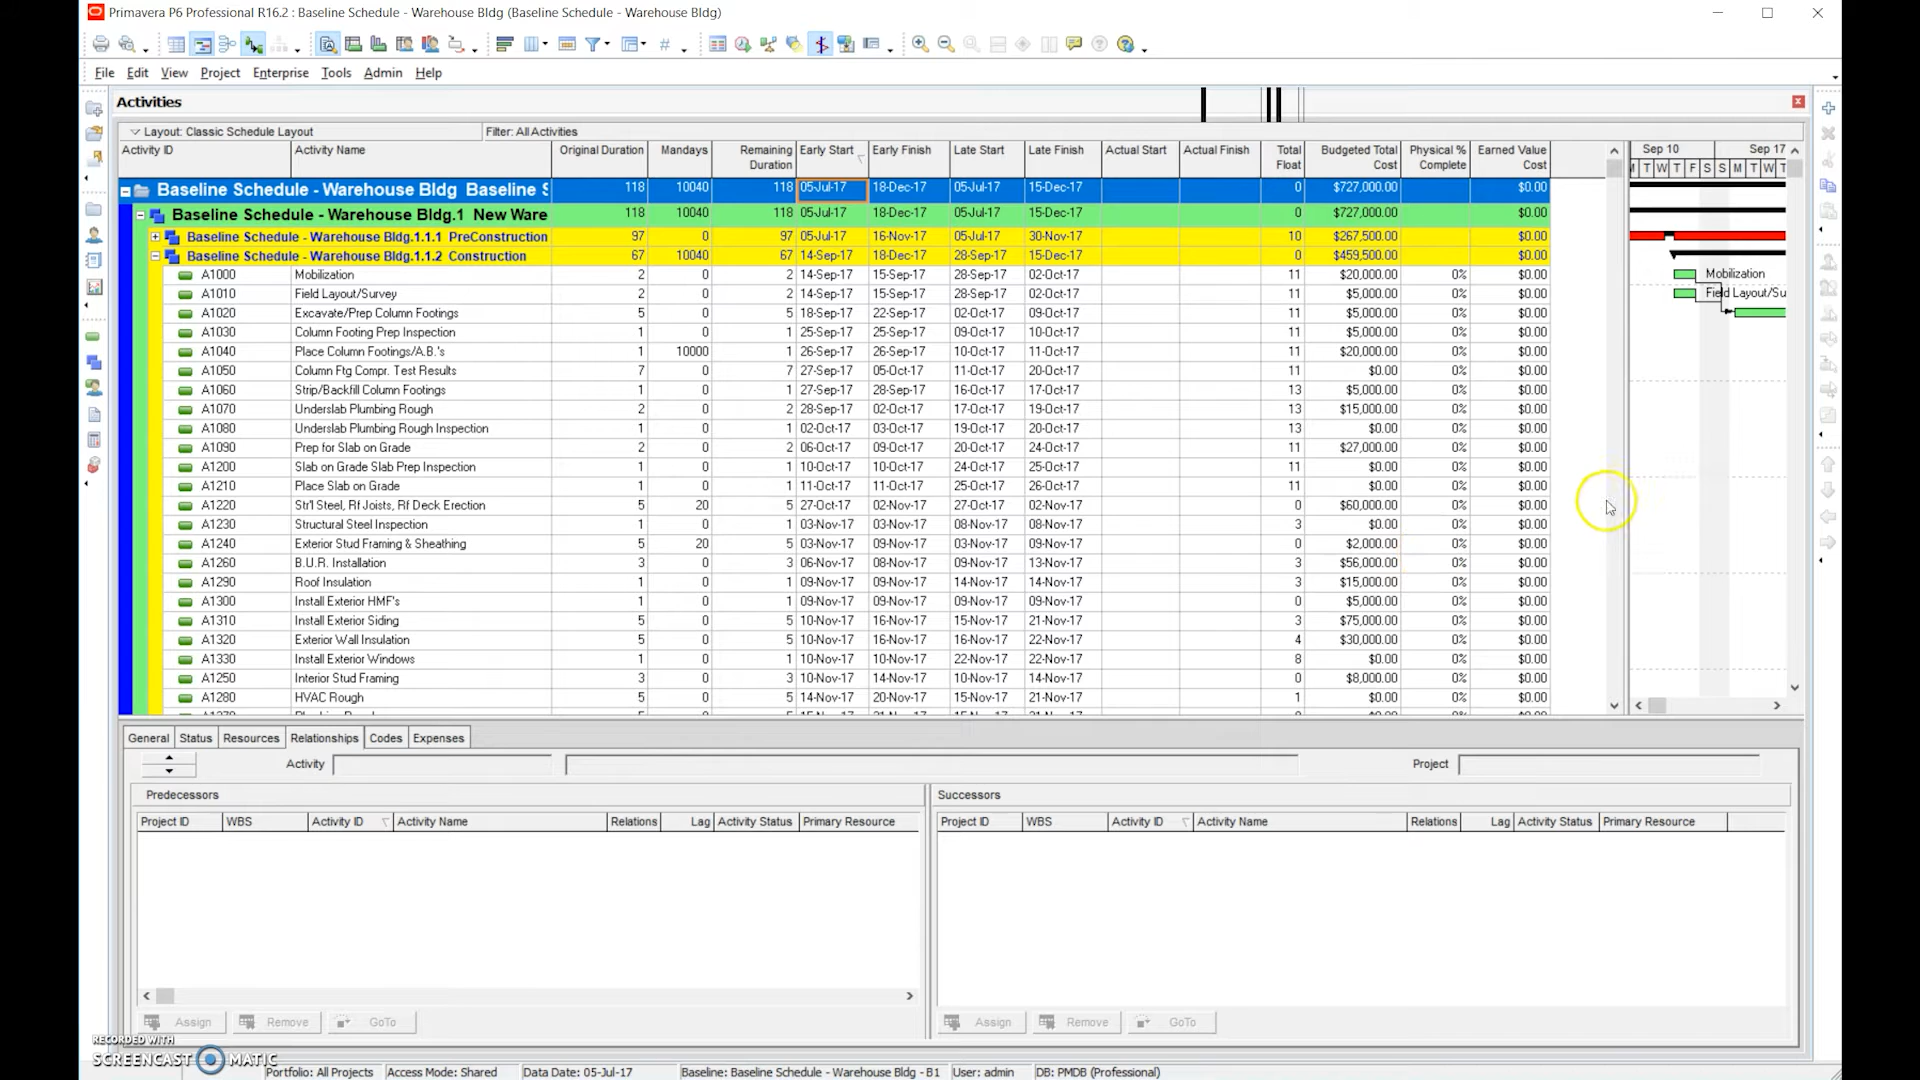 Primavera P6 Professional R16.2 : Baseline Schedule - Warehouse Bldg (Baseline Schedule - Warehouse Bldg)
File Edit View Project Enterprise Tools Admin Help
Activities
Layout: Classic Schedule Layout Filter: All Activities
Activity ID Activity Name Original Duration Mandays Remaining Duration Early Start Early Finish Late Start Late Finish Actual Start Actual Finish Total Float Budgeted Total Cost Physical % Complete Earned Value Cost Sep 10 Sep 17
T W T F S S M T W T
Baseline Schedule - Warehouse Bldg Baseline S 118 10040 118 05-Jul-17 18-Dec-17 05-Jul-17 15-Dec-17 0 $727,000.00 $0.00
Baseline Schedule - Warehouse Bldg.1 New Ware 118 10040 118 05-Jul-17 18-Dec-17 05-Jul-17 15-Dec-17 0 $727,000.00 $0.00
Baseline Schedule - Warehouse Bldg.1.1.1 PreConstruction 97 0 97 05-Jul-17 16-Nov-17 05-Jul-17 30-Nov-17 10 $267,500.00 $0.00
Baseline Schedule - Warehouse Bldg.1.1.2 Construction 67 10040 67 14-Sep-17 18-Dec-17 28-Sep-17 15-Dec-17 0 $459,500.00 $0.00
A1000 Mobilization 2 0 2 14-Sep-17 15-Sep-17 28-Sep-17 02-Oct-17 11 $20,000.00 0% $0.00 Mobilization
A1010 Field Layout/Survey 2 0 2 14-Sep-17 15-Sep-17 28-Sep-17 02-Oct-17 11 $5,000.00 0% $0.00 Field Layout/Su
A1020 Excavate/Prep Column Footings 5 0 5 18-Sep-17 22-Sep-17 02-Oct-17 09-Oct-17 11 $5,000.00 0% $0.00
A1030 Column Footing Prep Inspection 1 0 1 25-Sep-17 25-Sep-17 09-Oct-17 10-Oct-17 11 $5,000.00 0% $0.00
A1040 Place Column Footings/A.B.'s 1 10000 1 26-Sep-17 26-Sep-17 10-Oct-17 11-Oct-17 11 $20,000.00 0% $0.00
A1050 Column Ftg Compr. Test Results 7 0 7 27-Sep-17 05-Oct-17 11-Oct-17 20-Oct-17 11 $0.00 0% $0.00
A1060 Strip/Backfill Column Footings 1 0 1 27-Sep-17 28-Sep-17 16-Oct-17 17-Oct-17 13 $5,000.00 0% $0.00
A1070 Underslab Plumbing Rough 2 0 2 28-Sep-17 02-Oct-17 17-Oct-17 19-Oct-17 13 $15,000.00 0% $0.00
A1080 Underslab Plumbing Rough Inspection 1 0 1 02-Oct-17 03-Oct-17 19-Oct-17 20-Oct-17 13 $0.00 0% $0.00
A1090 Prep for Slab on Grade 2 0 2 06-Oct-17 09-Oct-17 20-Oct-17 24-Oct-17 11 $27,000.00 0% $0.00
A1200 Slab on Grade Slab Prep Inspection 1 0 1 10-Oct-17 10-Oct-17 24-Oct-17 25-Oct-17 11 $0.00 0% $0.00
A1210 Place Slab on Grade 1 0 1 11-Oct-17 11-Oct-17 25-Oct-17 26-Oct-17 11 $0.00 0% $0.00
A1220 Str'l Steel, Rf Joists, Rf Deck Erection 5 20 5 27-Oct-17 02-Nov-17 27-Oct-17 02-Nov-17 0 $60,000.00 0% $0.00
A1230 Structural Steel Inspection 1 0 1 03-Nov-17 03-Nov-17 08-Nov-17 08-Nov-17 3 $0.00 0% $0.00
A1240 Exterior Stud Framing & Sheathing 5 20 5 03-Nov-17 09-Nov-17 03-Nov-17 09-Nov-17 0 $2,000.00 0% $0.00
A1260 B.U.R. Installation 3 0 3 06-Nov-17 08-Nov-17 09-Nov-17 13-Nov-17 3 $56,000.00 0% $0.00
A1290 Roof Insulation 1 0 1 09-Nov-17 09-Nov-17 14-Nov-17 14-Nov-17 3 $15,000.00 0% $0.00
A1300 Install Exterior HMF's 1 0 1 09-Nov-17 09-Nov-17 09-Nov-17 09-Nov-17 0 $5,000.00 0% $0.00
A1310 Install Exterior Siding 5 0 5 10-Nov-17 16-Nov-17 15-Nov-17 21-Nov-17 3 $75,000.00 0% $0.00
A1320 Exterior Wall Insulation 5 0 5 10-Nov-17 16-Nov-17 16-Nov-17 22-Nov-17 4 $30,000.00 0% $0.00
A1330 Install Exterior Windows 1 0 1 10-Nov-17 10-Nov-17 22-Nov-17 22-Nov-17 8 $0.00 0% $0.00
A1250 Interior Stud Framing 3 0 3 10-Nov-17 14-Nov-17 10-Nov-17 14-Nov-17 0 $8,000.00 0% $0.00
A1280 HVAC Rough 5 0 5 14-Nov-17 20-Nov-17 15-Nov-17 21-Nov-17 1 $0.00 0% $0.00
General Status Resources Relationships Codes Expenses
Activity Project
Predecessors Successors
Project ID WBS Activity ID Activity Name Relations Lag Activity Status Primary Resource Project ID WBS Activity ID Activity Name Relations Lag Activity Status Primary Resource
Assign Remove GoTo Assign Remove GoTo
RECORDED WITH
SCREENCAST MATIC
Portfolio: All Projects Access Mode: Shared Data Date: 05-Jul-17 Baseline: Baseline Schedule - Warehouse Bldg - B1 User: admin DB: PMDB (Professional)